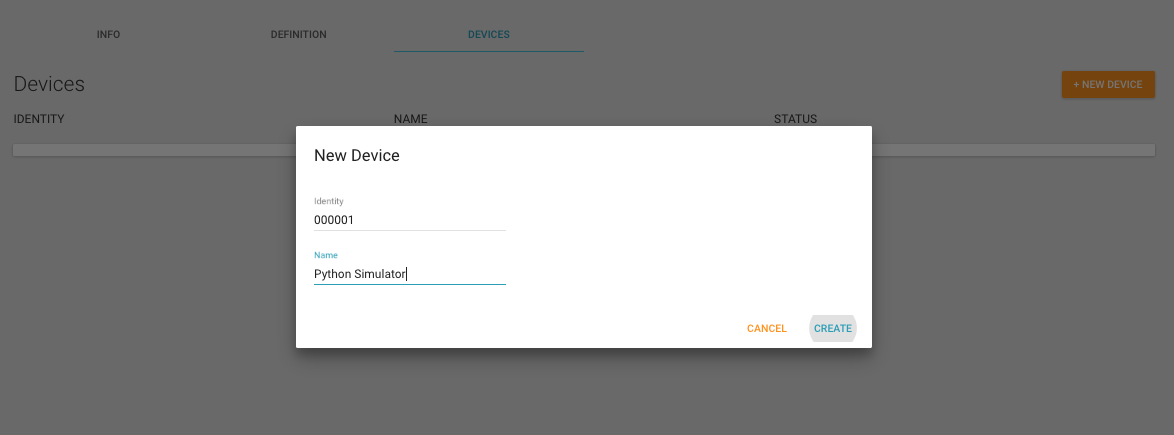 INFO DEFINITION DEVICES
Devices + NEW DEVICE
IDENTITY NAME STATUS
New Device
Identity
000001
Name
Python Simulator
CANCEL CREATE